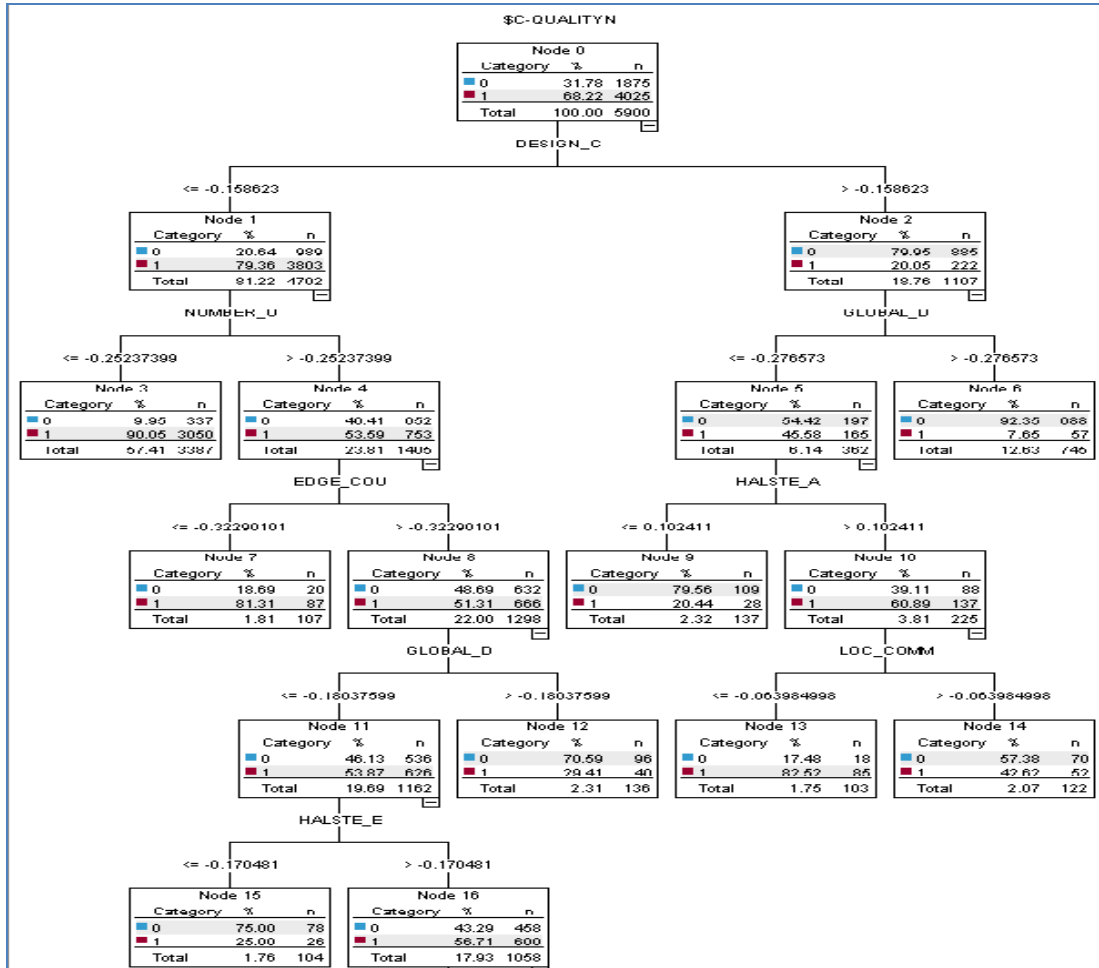 $C-QUALITYN
Node 0
Category % n
0 31.78 1875
1 68.22 4025
Total 100.00 5900
DESIGN_C
<= -0.158623
> -0.158623
Node 1
Category % n
0 20.64 989
1 79.36 3803
Total 81.22 4792
NUMBER_U
Node 2
Category % n
0 79.95 885
1 20.05 222
Total 18.76 1107
GLOBAL_D
<= -0.25237399
> -0.25237399
<= -0.276573
> -0.276573
Node 3
Category % n
0 9.95 337
1 90.05 3050
Total 57.41 3387
Node 4
Category % n
0 46.41 652
1 53.59 753
Total 23.81 1405
EDGE_COU
Node 5
Category % n
0 54.42 197
1 45.58 165
Total 6.14 362
HALSTE_A
Node 6
Category % n
0 92.35 688
1 7.65 57
Total 12.63 745
<= -0.32290101
> -0.32290101
<= 0.102411
> 0.102411
Node 7
Category % n
0 18.69 20
1 81.31 87
Total 1.81 107
Node 8
Category % n
0 48.69 632
1 51.31 666
Total 22.00 1298
GLOBAL_D
Node 9
Category % n
0 79.56 109
1 20.44 28
Total 2.32 137
Node 10
Category % n
0 39.11 88
1 60.89 137
Total 3.81 225
LOC_COMM
<= -0.18037599
> -0.18037599
<= -0.063984998
> -0.063984998
Node 11
Category % n
0 46.13 536
1 53.87 626
Total 19.69 1162
HALSTE_E
Node 12
Category % n
0 70.59 96
1 29.41 40
Total 2.31 136
Node 13
Category % n
0 17.48 18
1 82.52 85
Total 1.75 103
Node 14
Category % n
0 57.38 70
1 42.62 52
Total 2.07 122
<= -0.170481
> -0.170481
Node 15
Category % n
0 75.00 78
1 25.00 26
Total 1.76 104
Node 16
Category % n
0 43.29 458
1 56.71 600
Total 17.93 1058